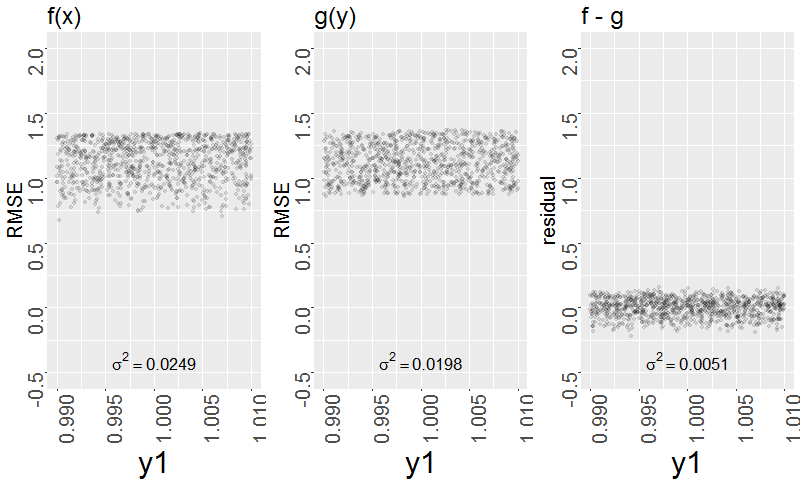 f(x)
RMSE
2.0
1.5
1.0
0.5
0.0
-0.5
σ² = 0.0249
0.990
0.995
1.000
1.005
1.010
y1
g(y)
RMSE
2.0
1.5
1.0
0.5
0.0
-0.5
σ² = 0.0198
0.990
0.995
1.000
1.005
1.010
y1
f - g
residual
2.0
1.5
1.0
0.5
0.0
-0.5
σ² = 0.0051
0.990
0.995
1.000
1.005
1.010
y1